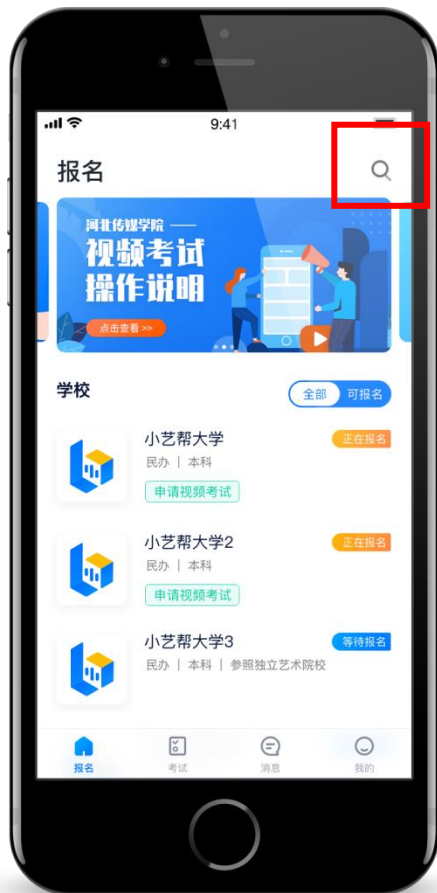 9:41
报名
河北传媒学院
视频考试
操作说明
点击查看 >>
学校
全部 可报名
小艺帮大学
正在报名
民办 | 本科
申请视频考试
小艺帮大学2
正在报名
民办 | 本科
申请视频考试
小艺帮大学3
等待报名
民办 | 本科 | 参照独立艺术院校
报名 考试 消息 我的